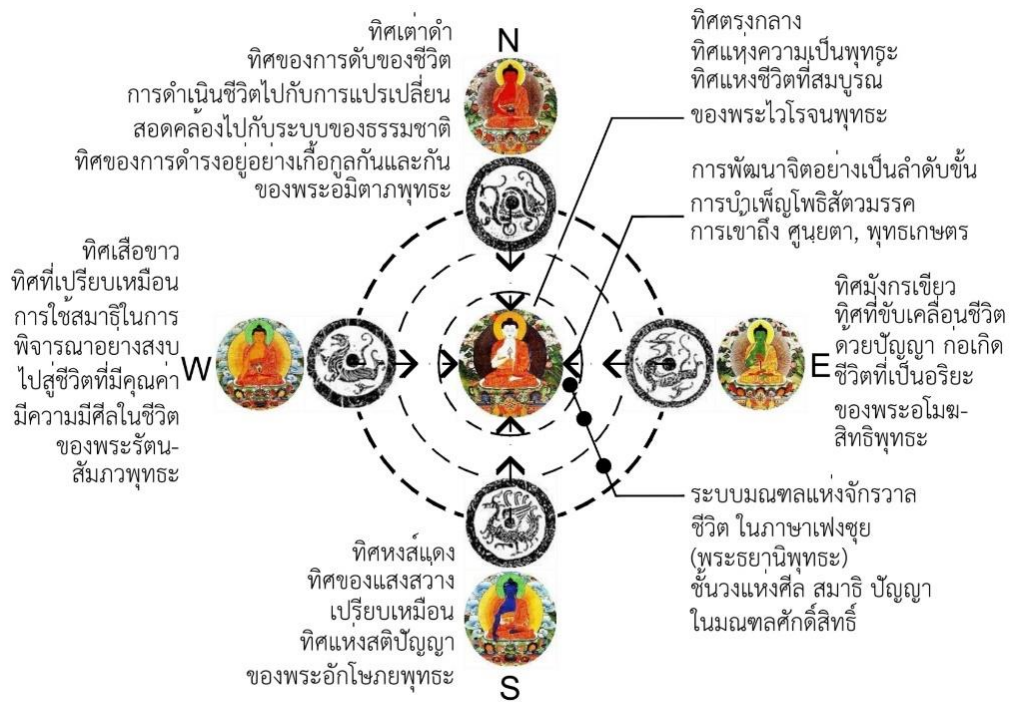 ทิศเต่าดำ
ทิศของการดับของชีวิต
การดำเนินชีวิตไปกับการแปรเปลี่ยน
สอดคล้องไปกับระบบของธรรมชาติ
ทิศของการดำรงอยู่อย่างเกื้อกูลกันและกัน
ของพระอมิตาภพุทธะ
N
ทิศตรงกลาง
ทิศแห่งความเป็นพุทธะ
ทิศแห่งชีวิตที่สมบูรณ์
ของพระไวโรจนพุทธะ
การพัฒนาจิตอย่างเป็นลำดับขั้น
การบำเพ็ญโพธิสัตวมรรค
การเข้าถึง ศูนฺยตา, พุทธเกษตร
ทิศเสือขาว
ทิศที่เปรียบเหมือน
การใช้สมาธิในการ
พิจารณาอย่างสงบ
ไปสู่ชีวิตที่มีคุณค่า
มีความมีศีลในชีวิต
ของพระรัตน-
สัมภวพุทธะ
W
ทิศมังกรเขียว
ทิศที่ขับเคลื่อนชีวิต
ด้วยปัญญา ก่อเกิด
ชีวิตที่เป็นอริยะ
ของพระอโมฆ-
สิทธิพุทธะ
E
ทิศหงส์แดง
ทิศของแสงสว่าง
เปรียบเหมือน
ทิศแห่งสติปัญญา
ของพระอักโษภยพุทธะ
S
ระบบมณฑลแห่งจักรวาล
ชีวิต ในภาษาเฟงซุย
(พระธยานิพุทธะ)
ชั้นวงแห่งศีล สมาธิ ปัญญา
ในมณฑลศักดิ์สิทธิ์